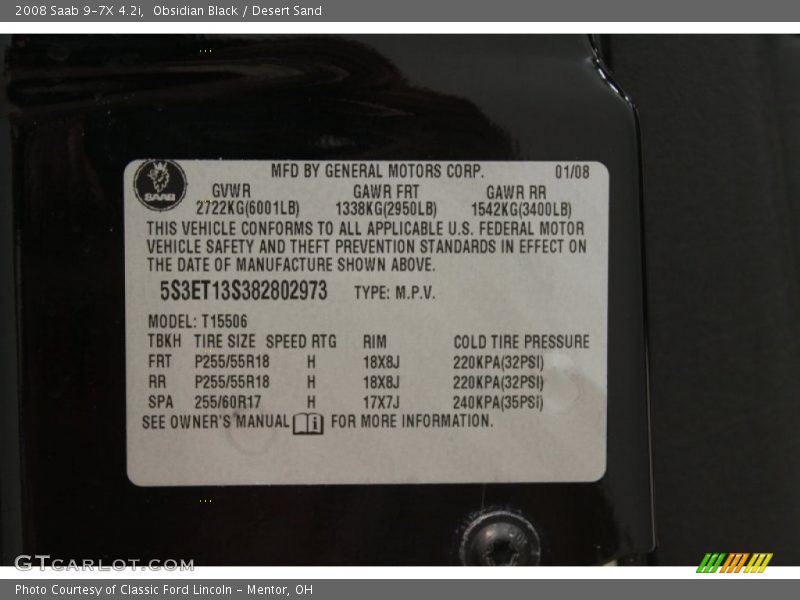 2008 Saab 9-7X 4.2i,  Obsidian Black / Desert Sand
MFD BY GENERAL MOTORS CORP. 01/08
SAAB
GVWR GAWR FRT GAWR RR
2722KG(6001LB) 1338KG(2950LB) 1542KG(3400LB)
THIS VEHICLE CONFORMS TO ALL APPLICABLE U.S. FEDERAL MOTOR
VEHICLE SAFETY AND THEFT PREVENTION STANDARDS IN EFFECT ON
THE DATE OF MANUFACTURE SHOWN ABOVE.
5S3ET13S382802973 TYPE: M.P.V.
MODEL: T15506
TBKH TIRE SIZE SPEED RTG RIM COLD TIRE PRESSURE
FRT P255/55R18 H 18X8J 220KPA(32PSI)
RR P255/55R18 H 18X8J 220KPA(32PSI)
SPA 255/60R17 H 17X7J 240KPA(35PSI)
SEE OWNER'S MANUAL i FOR MORE INFORMATION.
GTCARLOT.COM
Photo Courtesy of Classic Ford Lincoln - Mentor, OH